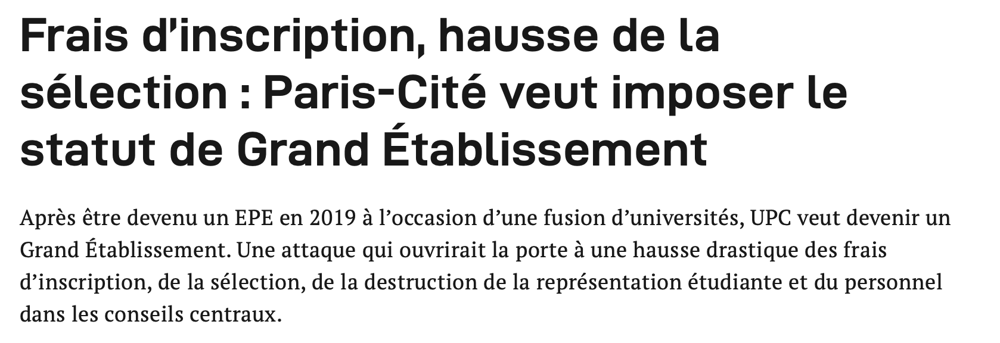 Frais d’inscription, hausse de la
sélection : Paris-Cité veut imposer le
statut de Grand Établissement
Après être devenu un EPE en 2019 à l’occasion d’une fusion d’universités, UPC veut devenir un
Grand Établissement. Une attaque qui ouvrirait la porte à une hausse drastique des frais
d’inscription, de la sélection, de la destruction de la représentation étudiante et du personnel
dans les conseils centraux.